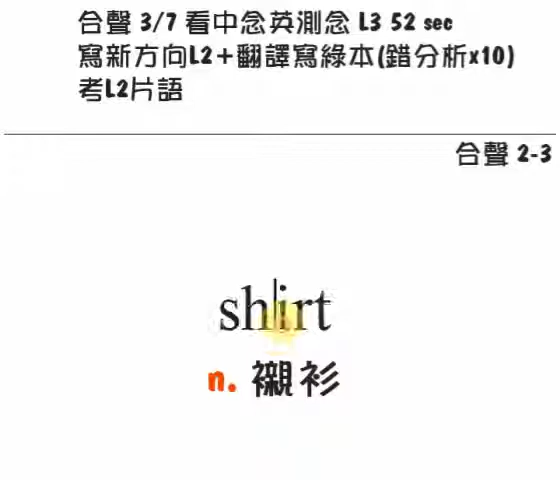 合聲 3/7 看中念英測念 L3 52 sec
寫新方向L2+翻譯寫綠本(錯分析x10)
考L2片語
合聲 2-3
shirt
n. 襯衫